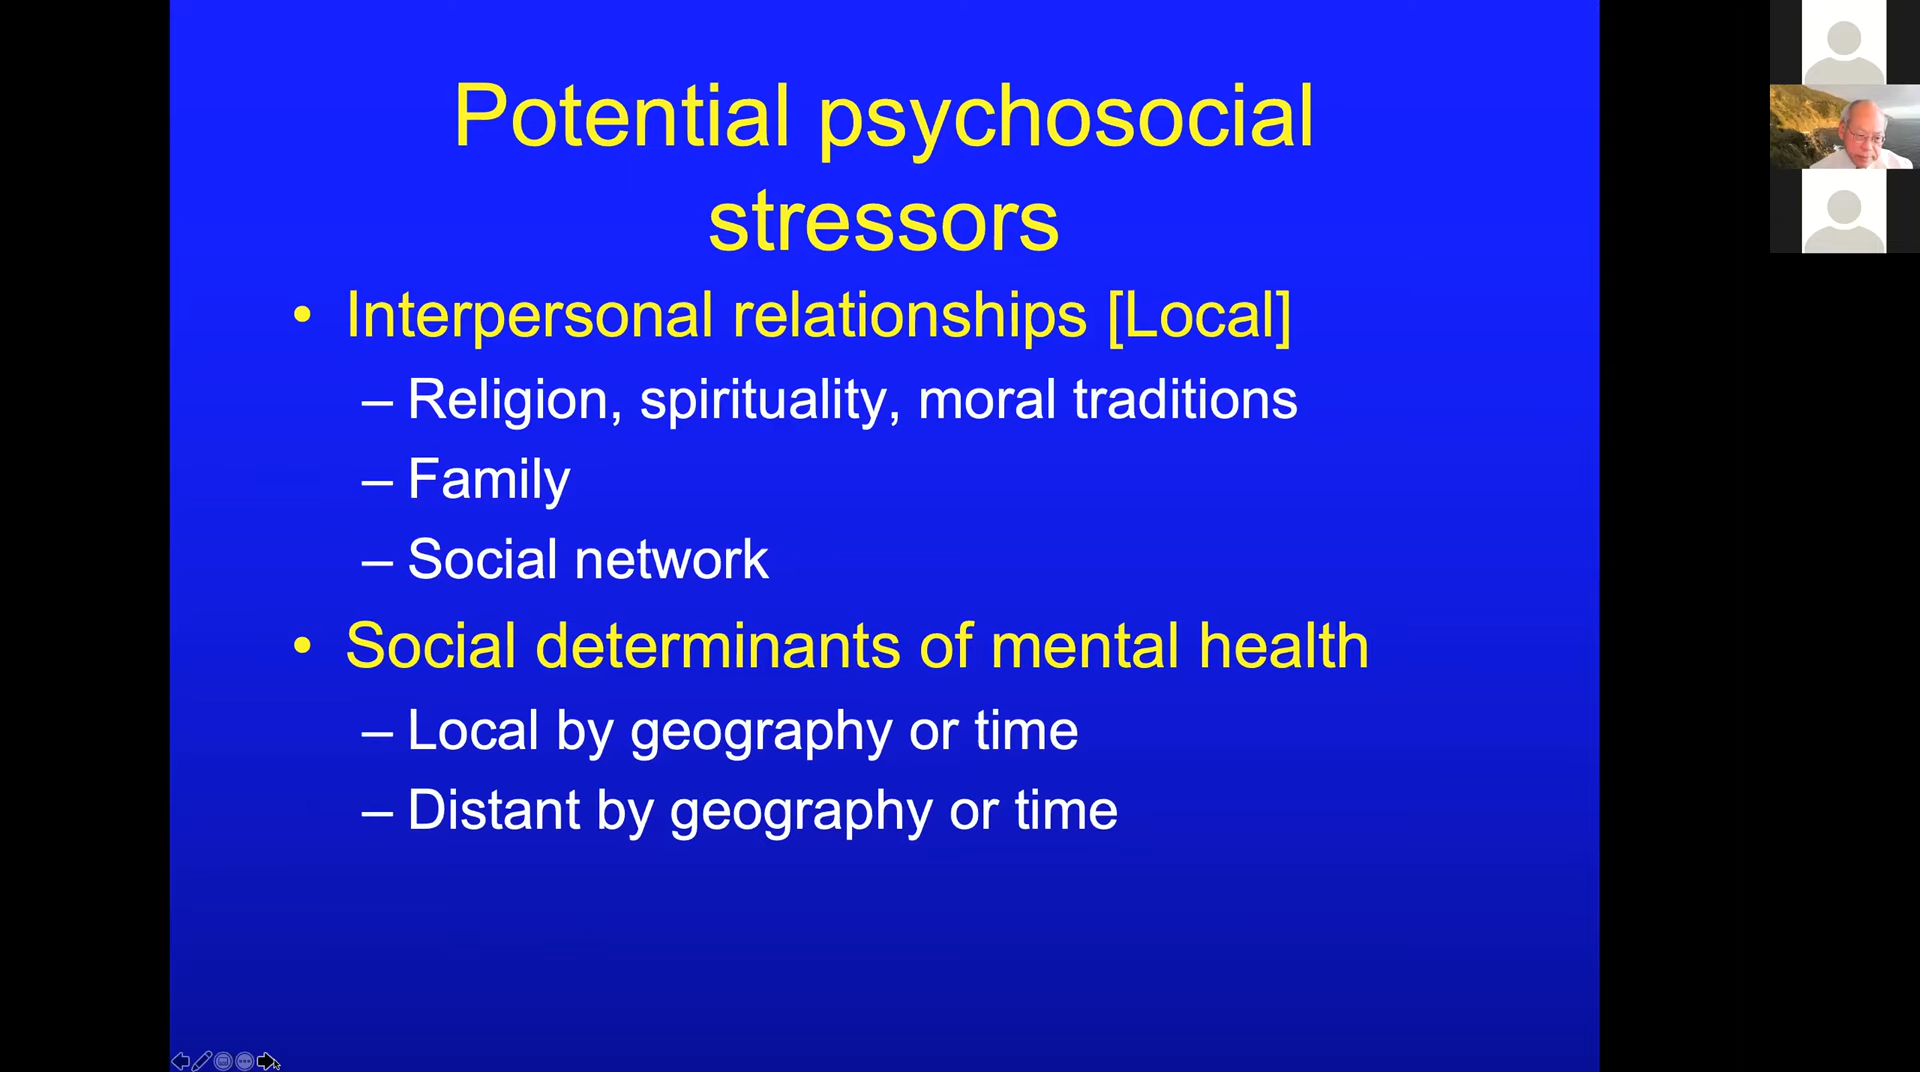 Potential psychosocial
stressors
• Interpersonal relationships [Local]
– Religion, spirituality, moral traditions
– Family
– Social network
• Social determinants of mental health
– Local by geography or time
– Distant by geography or time